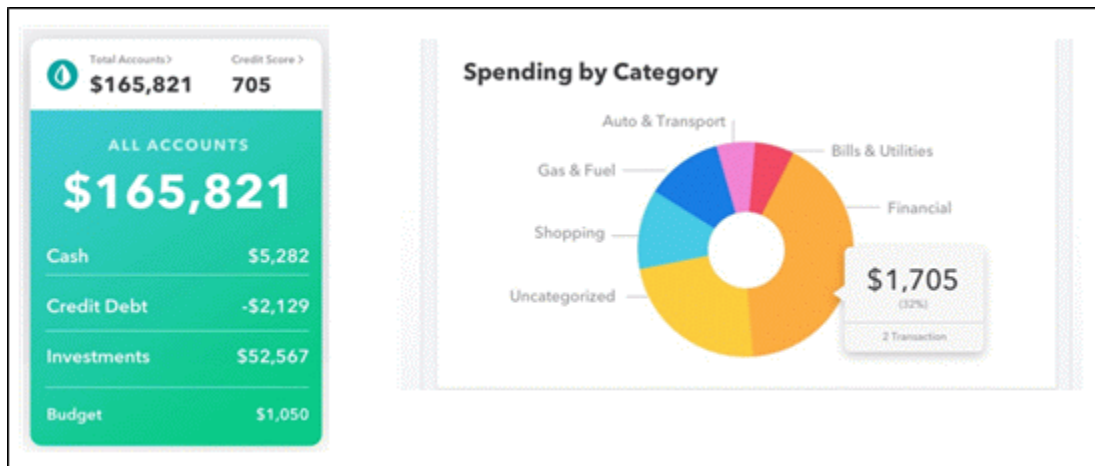 Total Accounts >
$165,821
Credit Score >
705
ALL ACCOUNTS
$165,821
Cash $5,282
Credit Debt -$2,129
Investments $52,567
Budget $1,050
Spending by Category
Auto & Transport
Bills & Utilities
Gas & Fuel
Financial
Shopping
Uncategorized
$1,705
(32%)
2 Transaction